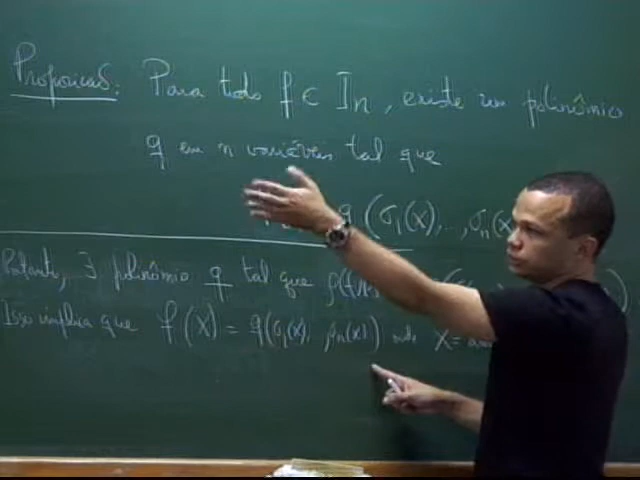 Proposição: Para todo f ∈ In, existe um polinômio
q em n variáveis tal que
q (σ1(X),..., σn(X
Portanto, ∃ polinômio q tal que
Isso implica que f(X) = q(σ1(X), ρn(X)) onde X =